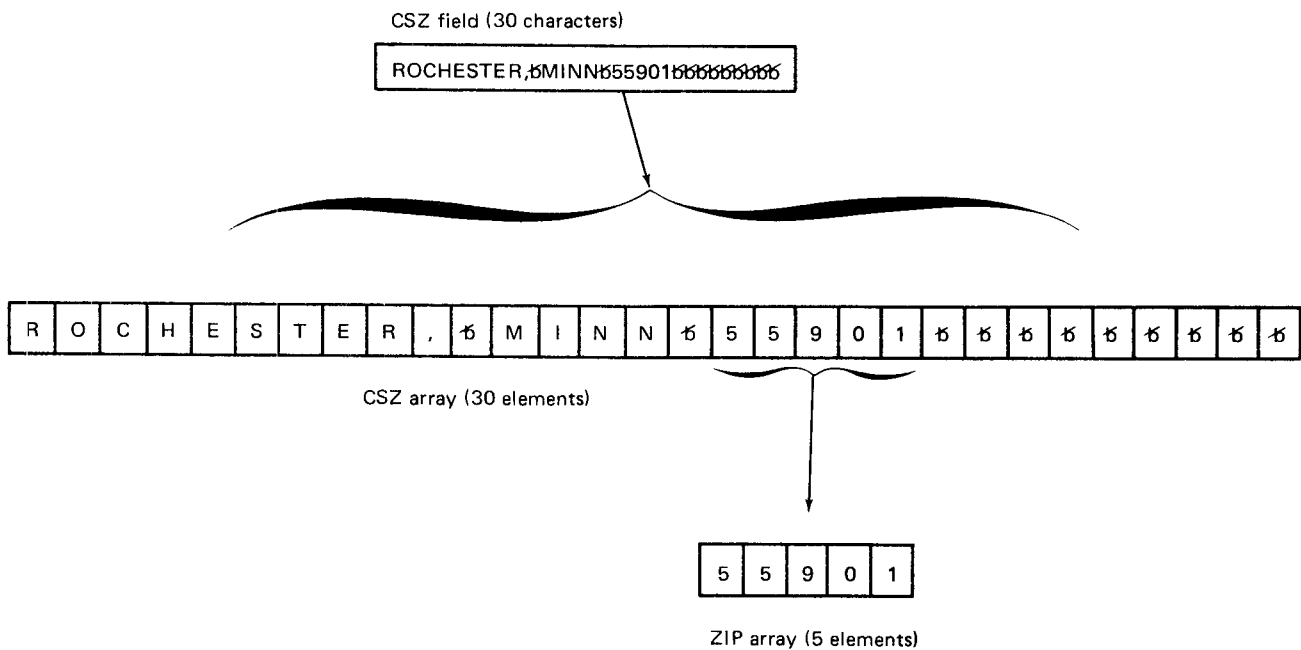 CSZ field (30 characters)
ROCHESTER,ƀMINNƀ55901ƀƀƀƀƀƀƀƀƀ
R O C H E S T E R , ƀ M I N N ƀ 5 5 9 0 1 ƀ ƀ ƀ ƀ ƀ ƀ ƀ ƀ ƀ
CSZ array (30 elements)
5 5 9 0 1
ZIP array (5 elements)